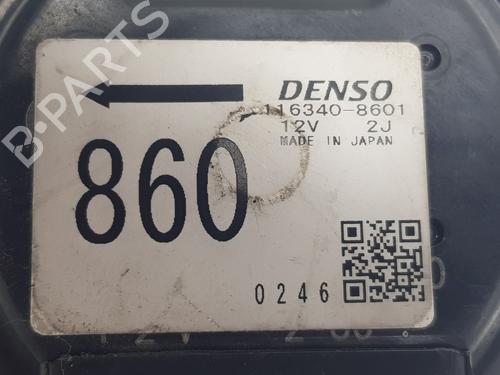 DENSO
116340-8601
12V 2J
MADE IN JAPAN
860
0246
B-PARTS